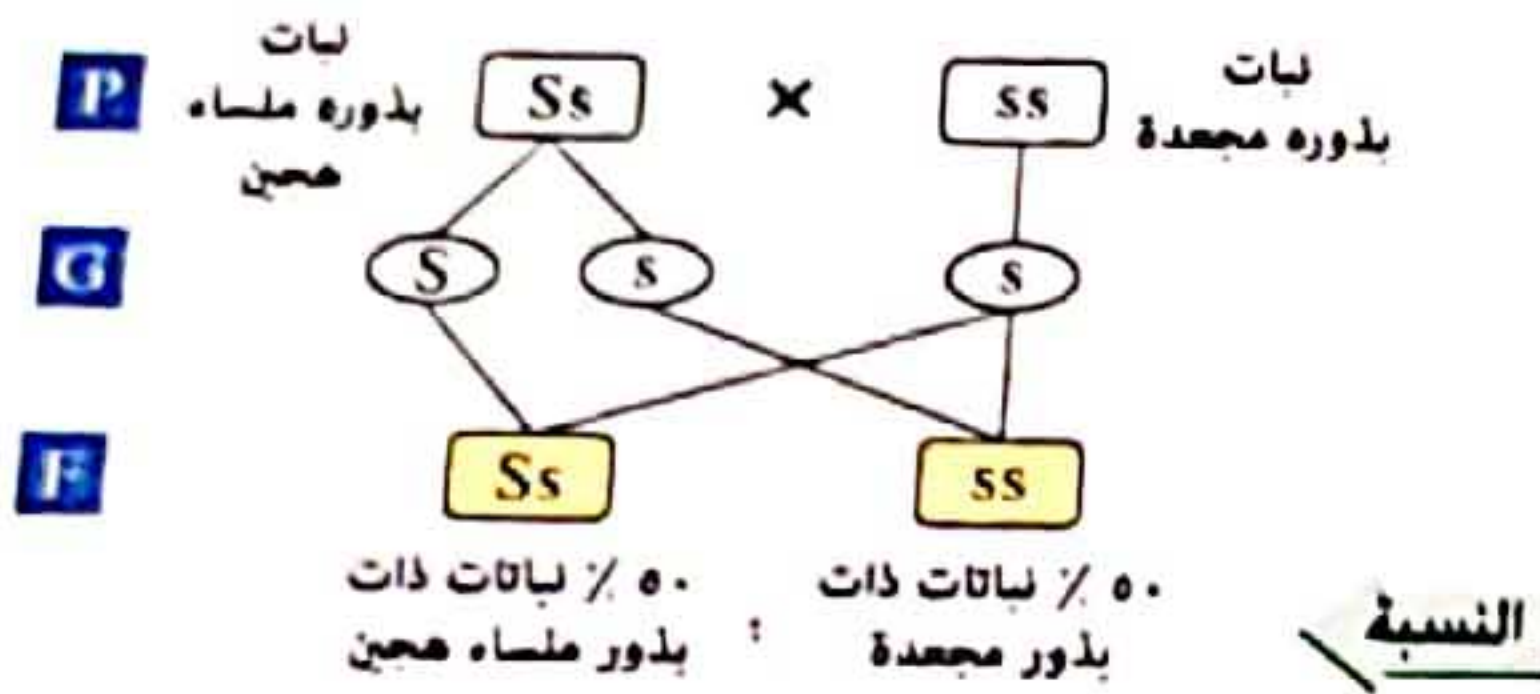 P
نبات
بذوره ملساء
هجين
Ss
×
ss
نبات
بذوره مجعدة
G
S
s
s
F
Ss
ss
٥٠ ٪ نباتات ذات
بذور مجعدة
:
٥٠ ٪ نباتات ذات
بذور ملساء هجين
النسبة